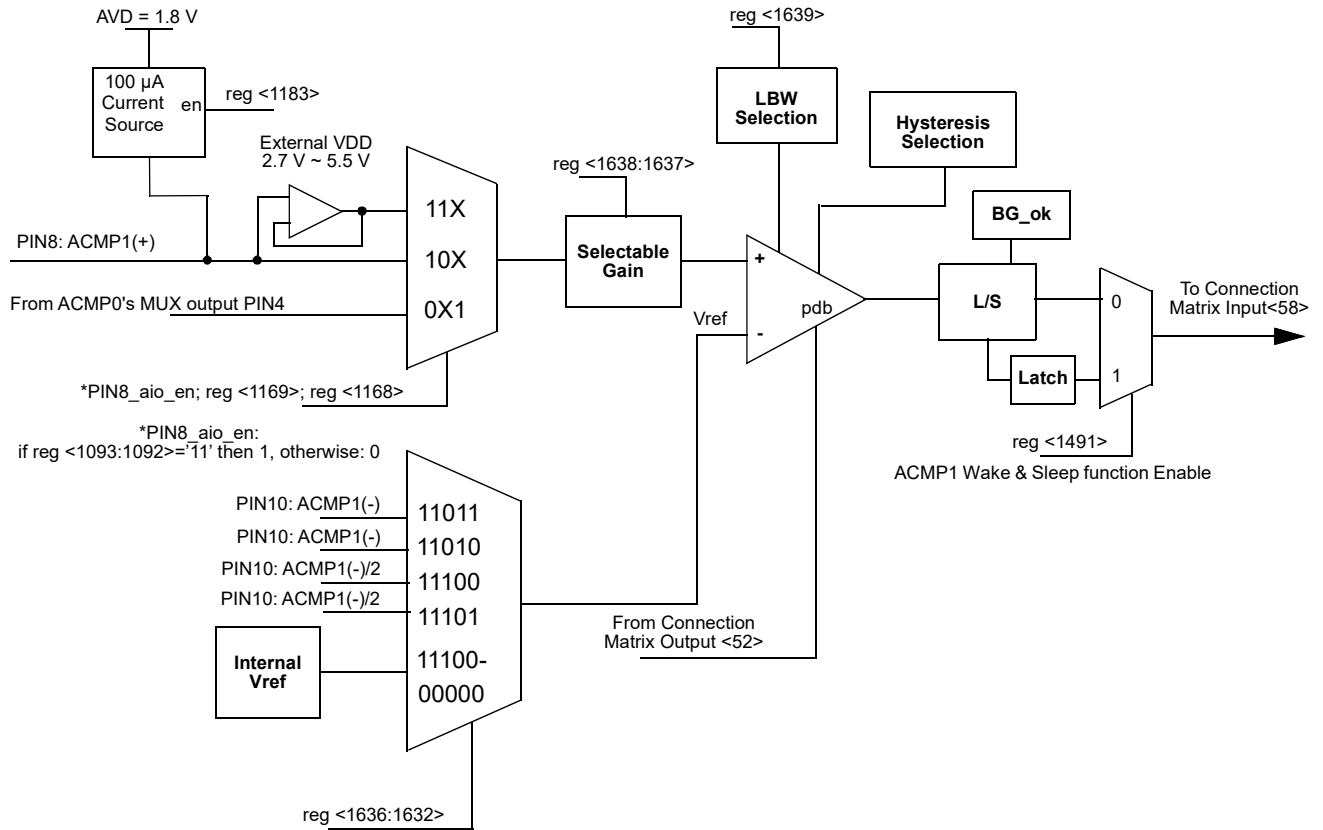 AVD = 1.8 V
reg <1639>
100 µA
Current
Source
en
reg <1183>
LBW
Selection
Hysteresis
Selection
External VDD
2.7 V ~ 5.5 V
reg <1638:1637>
11X
BG_ok
PIN8: ACMP1(+)
10X
Selectable
Gain
+
To Connection
Matrix Input<58>
From ACMP0's MUX output PIN4
0X1
L/S
0
Vref
pdb
-
Latch
1
*PIN8_aio_en; reg <1169>; reg <1168>
*PIN8_aio_en:
if reg <1093:1092>='11' then 1, otherwise: 0
reg <1491>
ACMP1 Wake & Sleep function Enable
PIN10: ACMP1(-)
11011
PIN10: ACMP1(-)
11010
PIN10: ACMP1(-)/2
11100
PIN10: ACMP1(-)/2
11101
From Connection
Matrix Output <52>
Internal
Vref
11100-
00000
reg <1636:1632>